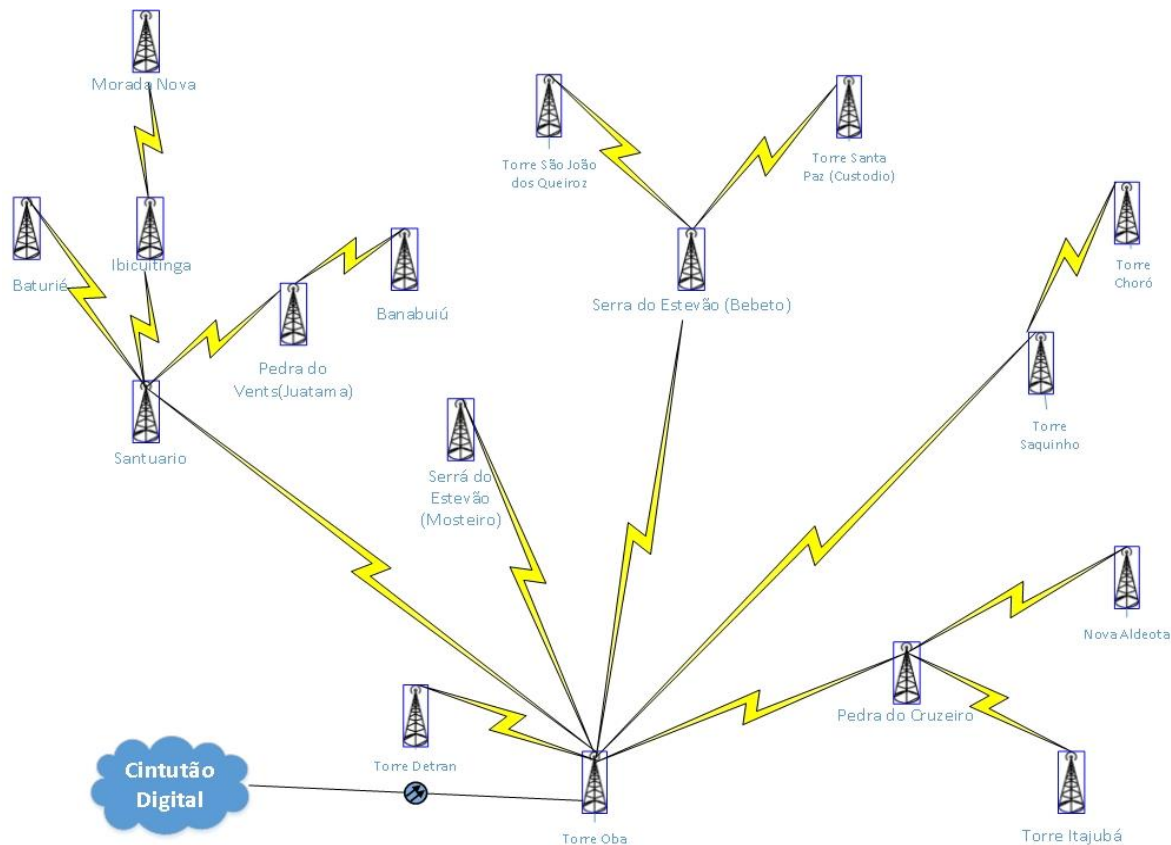 Morada Nova
Torre São João
dos Queiroz
Torre Santa
Paz (Custodio)
Baturié
Ibicuitinga
Banabuiú
Serra do Estevão (Bebeto)
Torre
Choró
Pedra do
Vents(Juatama)
Santuario
Serrá do
Estevão
(Mosteiro)
Torre
Saquinho
Nova Aldeota
Pedra do Cruzeiro
Torre Detran
Cintutão
Digital
Torre Oba
Torre Itajubá